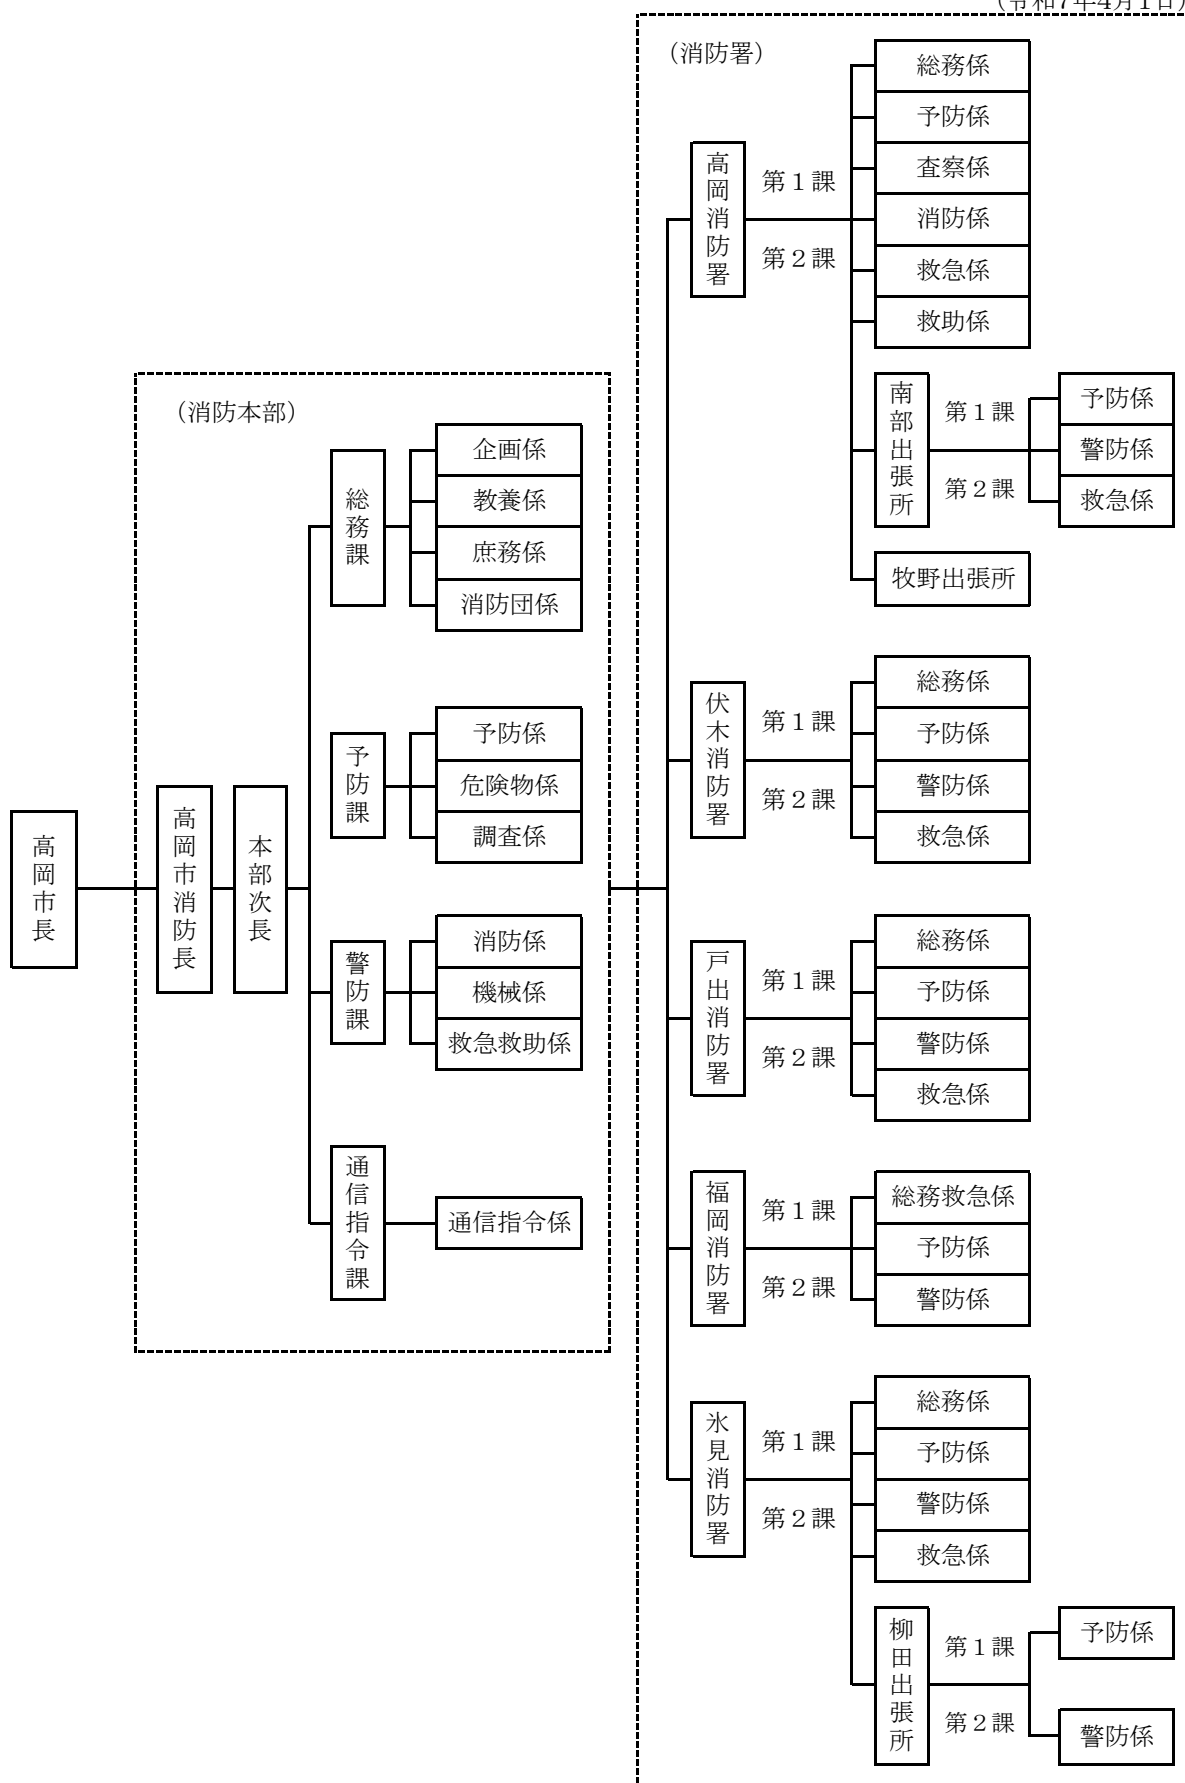 （令和7年4月1日）
（消防署）
高岡市長
（消防本部）
高岡市消防長
本部次長
総務課
企画係
教養係
庶務係
消防団係
予防課
予防係
危険物係
調査係
警防課
消防係
機械係
救急救助係
通信指令課
通信指令係
高岡消防署
第１課
第２課
総務係
予防係
査察係
消防係
救急係
救助係
南部出張所
第１課
第２課
予防係
警防係
救急係
牧野出張所
伏木消防署
第１課
第２課
総務係
予防係
警防係
救急係
戸出消防署
第１課
第２課
総務係
予防係
警防係
救急係
福岡消防署
第１課
第２課
総務救急係
予防係
警防係
氷見消防署
第１課
第２課
総務係
予防係
警防係
救急係
柳田出張所
第１課
第２課
予防係
警防係